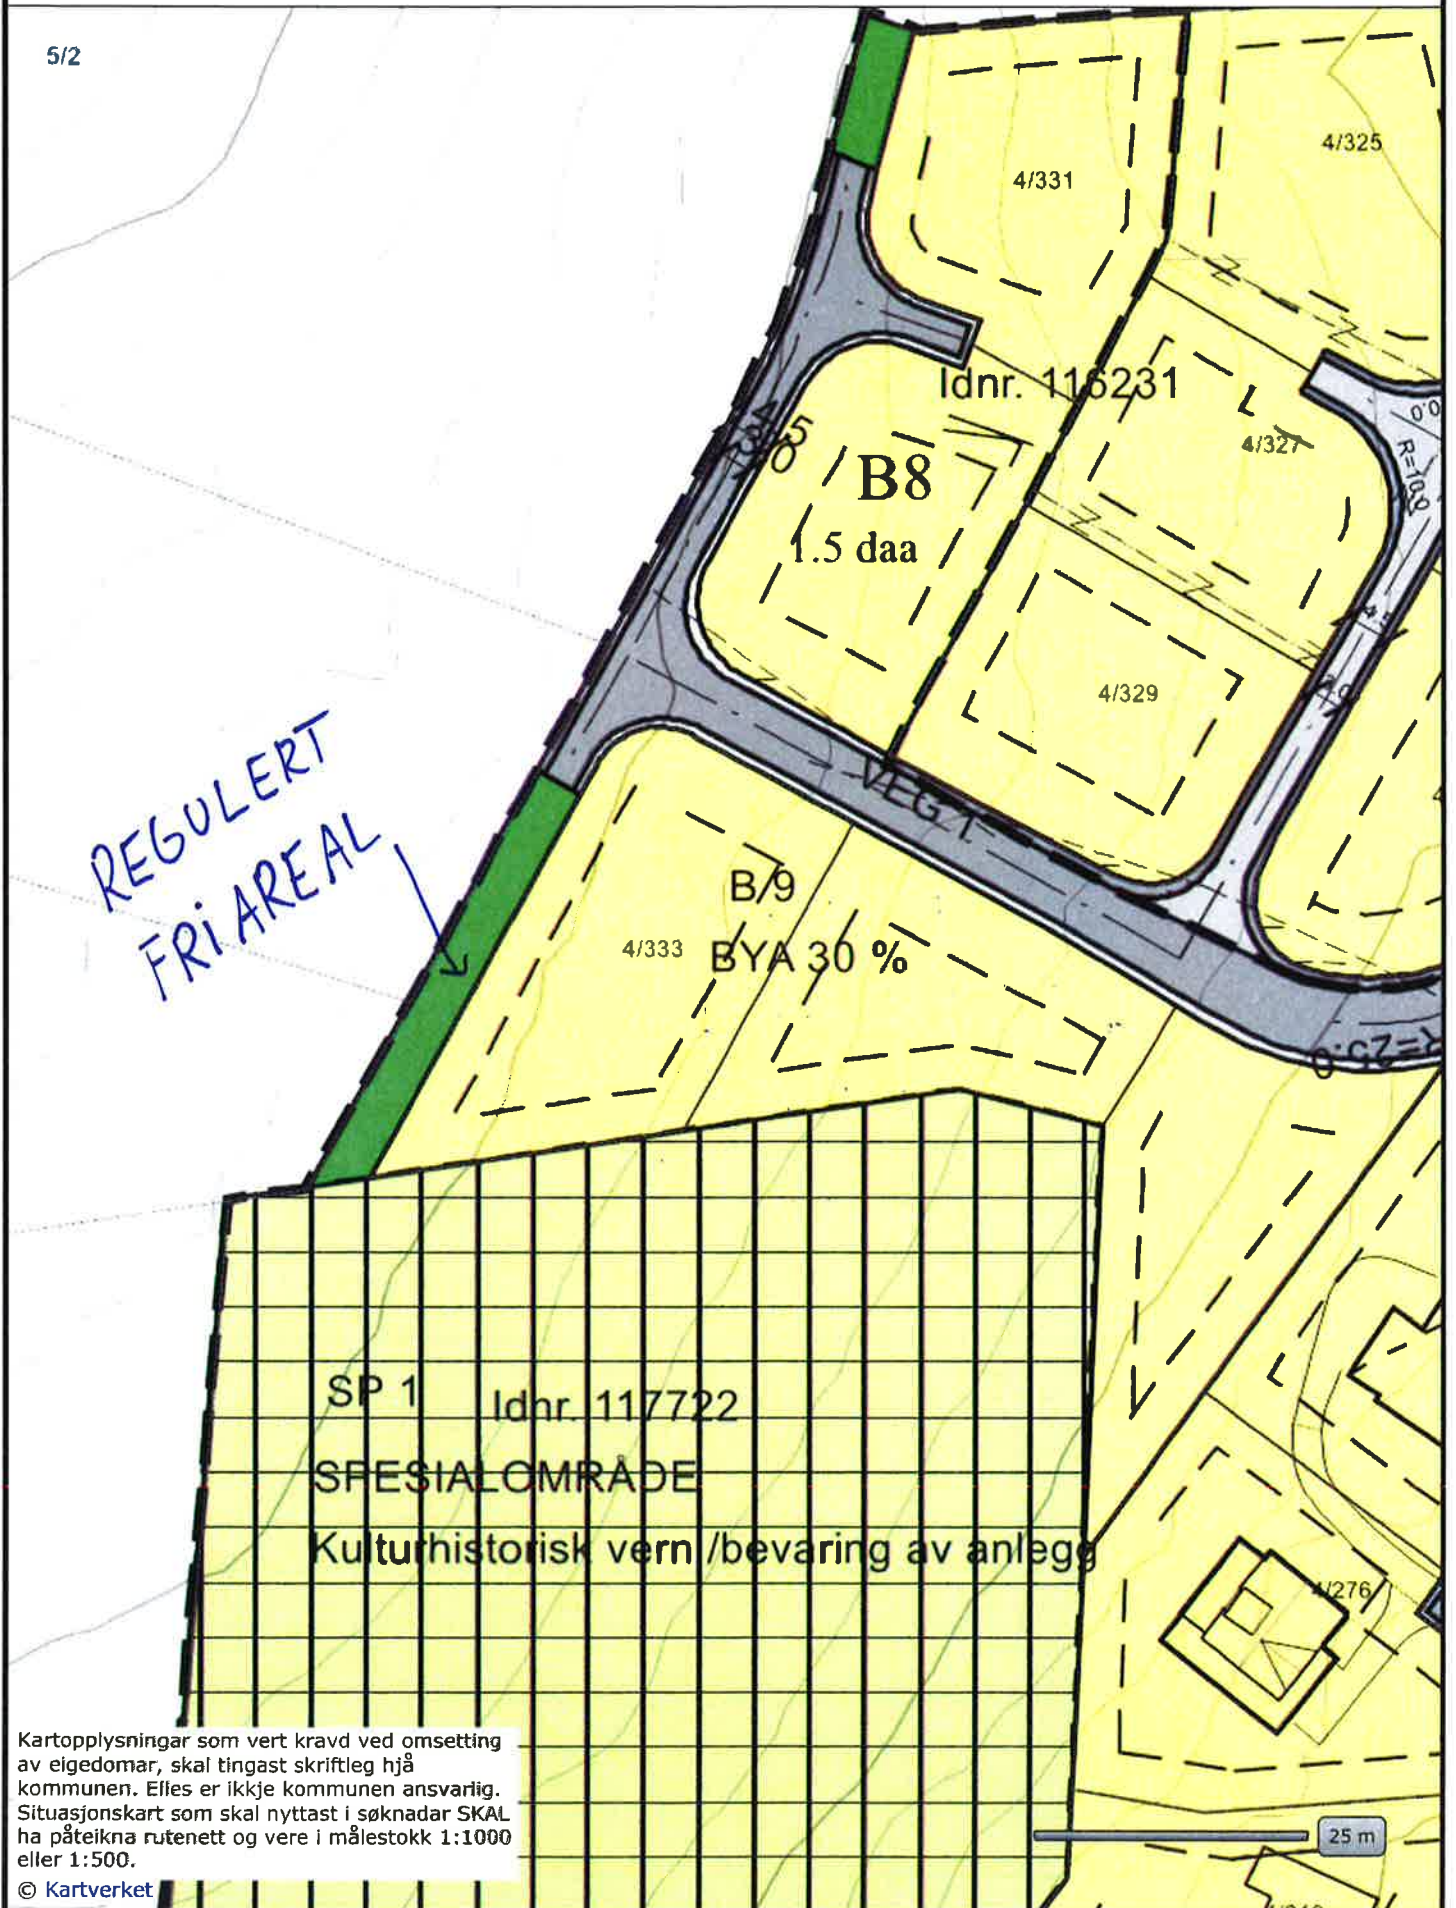 5/2
4/325
4/331
Idnr. 116231
4/327
R=10.0
B8
1.5 daa
4/329
VEG 1
REGULERT
FRI AREAL
B/9
4/333
BYA 30 %
R=25.0
SP 1
Idnr. 117722
SPESIALOMRÅDE
Kulturhistorisk vern /bevaring av anlegg
4/276
Kartopplysningar som vert kravd ved omsetting
av eigedomar, skal tingast skriftleg hjå
kommunen. Elles er ikkje kommunen ansvarlig.
Situasjonskart som skal nyttast i søknadar SKAL
ha påteikna rutenett og vere i målestokk 1:1000
eller 1:500.
© Kartverket
25 m